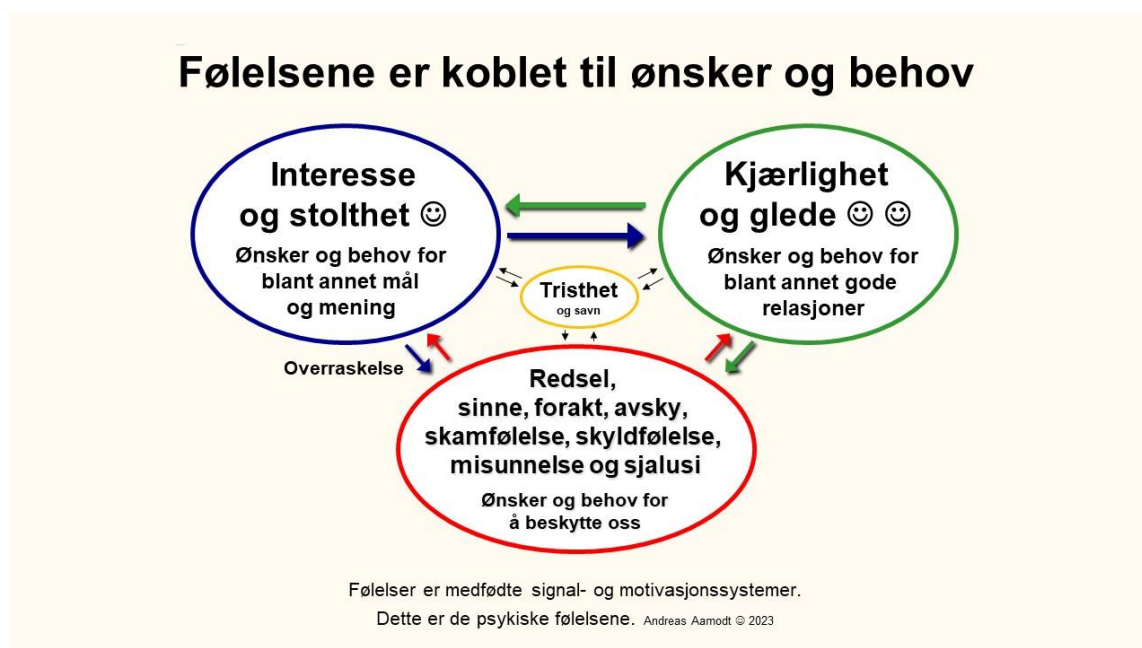 Følelsene er koblet til ønsker og behov
Interesse
og stolthet ☺
Ønsker og behov for
blant annet mål
og mening
Kjærlighet
og glede ☺ ☺
Ønsker og behov for
blant annet gode
relasjoner
Tristhet
og savn
Overraskelse
Redsel,
sinne, forakt, avsky,
skamfølelse, skyldfølelse,
misunnelse og sjalusi
Ønsker og behov for
å beskytte oss
Følelser er medfødte signal- og motivasjonssystemer.
Dette er de psykiske følelsene. Andreas Aamodt © 2023